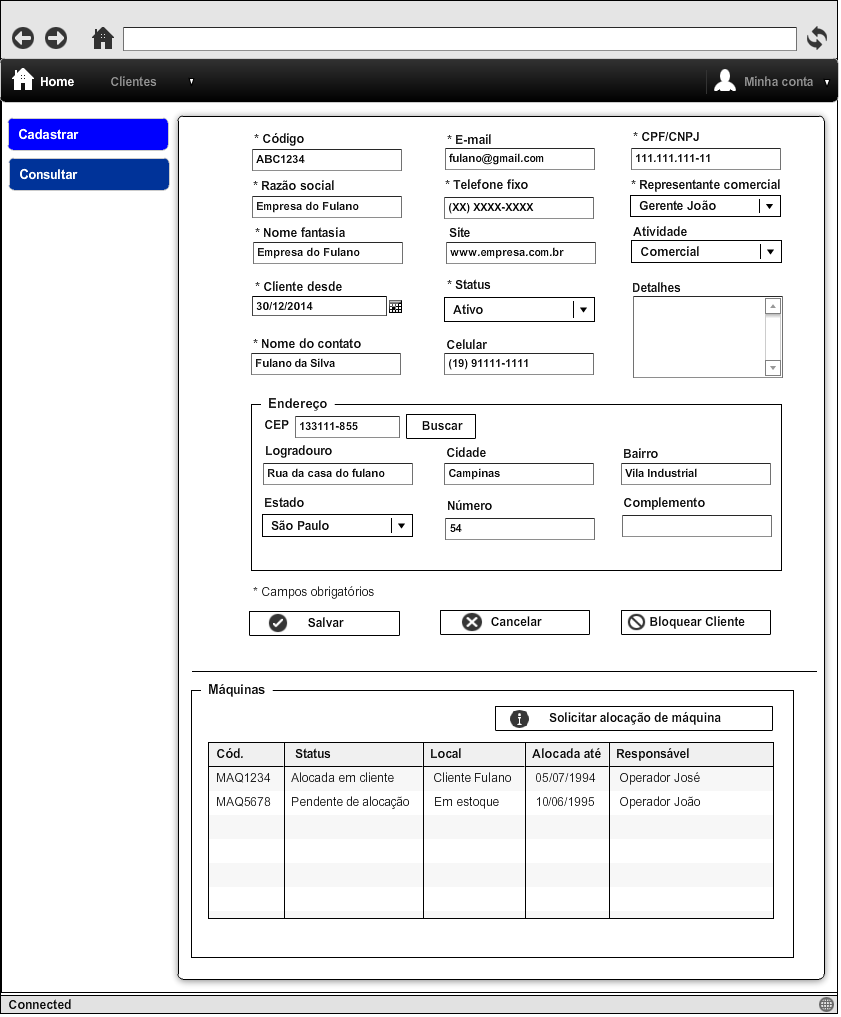 Home Clientes Minha conta
Cadastrar
Consultar
* Código * E-mail * CPF/CNPJ
ABC1234 fulano@gmail.com 111.111.111-11
* Razão social * Telefone fixo * Representante comercial
Empresa do Fulano (XX) XXXX-XXXX Gerente João
* Nome fantasia Site Atividade
Empresa do Fulano www.empresa.com.br Comercial
* Cliente desde * Status Detalhes
30/12/2014 Ativo
* Nome do contato Celular
Fulano da Silva (19) 91111-1111
Endereço
CEP 133111-855 Buscar
Logradouro Cidade Bairro
Rua da casa do fulano Campinas Vila Industrial
Estado Número Complemento
São Paulo 54
* Campos obrigatórios
Salvar Cancelar Bloquear Cliente
Máquinas
Solicitar alocação de máquina
Cód. Status Local Alocada até Responsável
MAQ1234 Alocada em cliente Cliente Fulano 05/07/1994 Operador José
MAQ5678 Pendente de alocação Em estoque 10/06/1995 Operador João
Connected